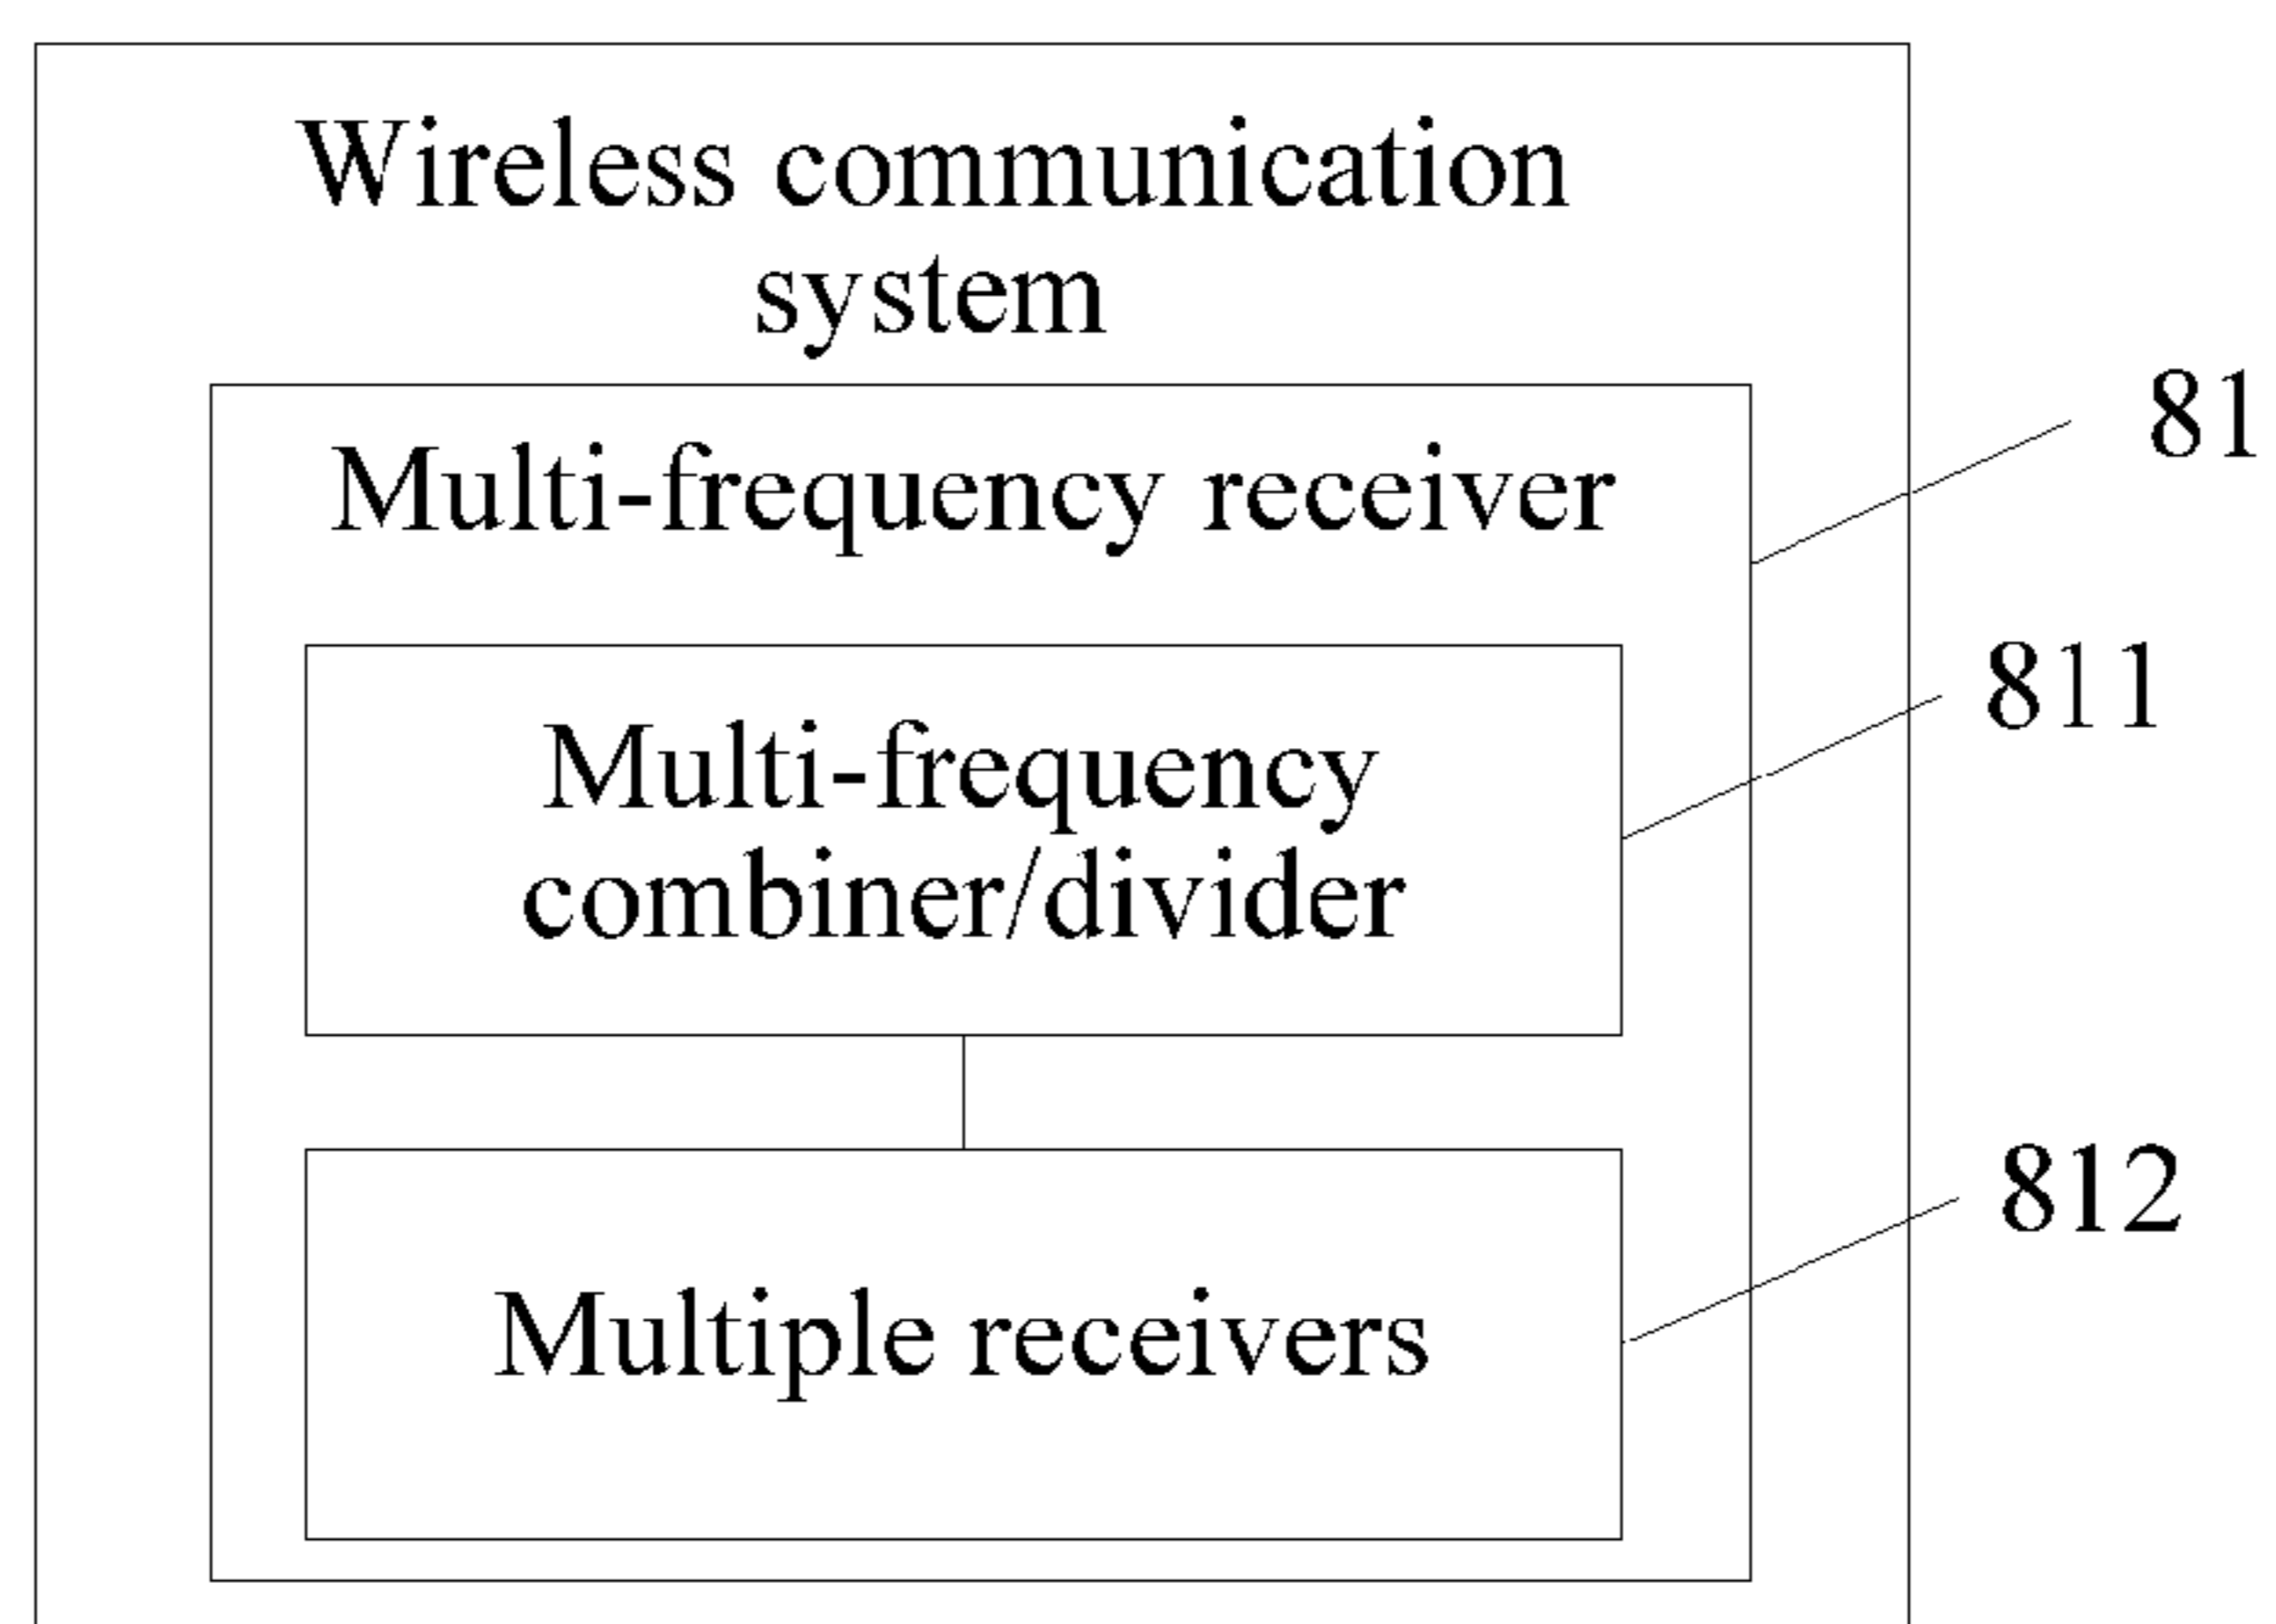 Wireless communication
system
81
Multi-frequency receiver
811
Multi-frequency
combiner/divider
812
Multiple receivers